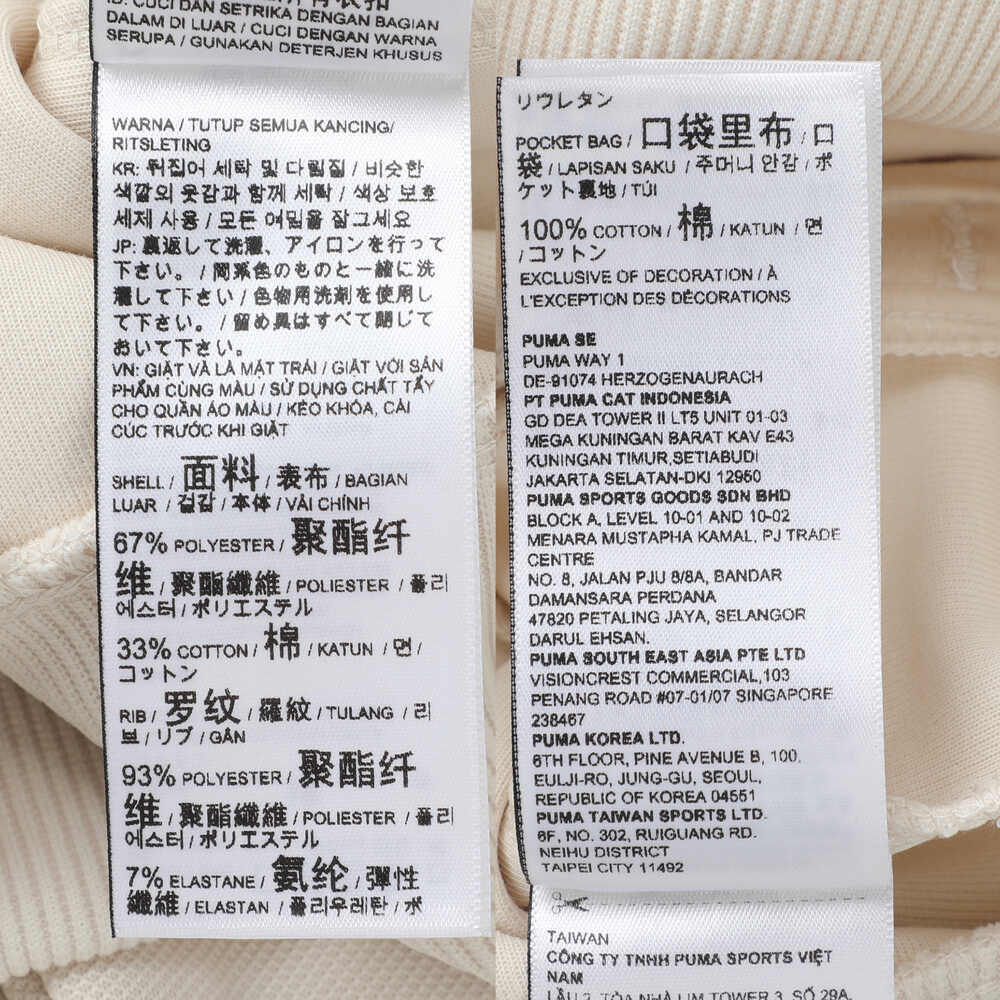 ID: CUCI DAN SETRIKA DENGAN BAGIAN
DALAM DI LUAR / CUCI DENGAN WARNA
SERUPA / GUNAKAN DETERJEN KHUSUS
WARNA / TUTUP SEMUA KANCING/
RITSLETING
KR: 뒤집어 세탁 및 다림질 / 비슷한
색깔의 옷감과 함께 세탁 / 색상 보호
세제 사용 / 모든 여밈을 잠그세요
JP: 裏返して洗濯、アイロンを行って
下さい。/ 同系色のものと一緒に洗
濯して下さい / 色物用洗剤を使用し
て下さい。/ 留め具はすべて閉じて
おいて下さい。
VN: GIẶT VÀ LÀ MẶT TRÁI / GIẶT VỚI SẢN
PHẨM CÙNG MÀU / SỬ DỤNG CHẤT TẨY
CHO QUẦN ÁO MÀU / KÉO KHÓA, CÀI
CÚC TRƯỚC KHI GIẶT
SHELL / 面料 / 表布 / BAGIAN
LUAR / 겉감 / 本体 / VẢI CHÍNH
67% POLYESTER / 聚酯纤
维 / 聚酯纖維 / POLIESTER / 폴리
에스터 / ポリエステル
33% COTTON / 棉 / KATUN / 면 /
コットン
RIB / 罗纹 / 羅紋 / TULANG / 리
브 / リブ / GÂN
93% POLYESTER / 聚酯纤
维 / 聚酯纖維 / POLIESTER / 폴리
에스터 / ポリエステル
7% ELASTANE / 氨纶 / 彈性
纖維 / ELASTAN / 폴리우레탄 / ポ
リウレタン
POCKET BAG / 口袋里布 / 口
袋 / LAPISAN SAKU / 주머니 안감 / ポ
ケット裏地 / TÚI
100% COTTON / 棉 / KATUN / 면
/ コットン
EXCLUSIVE OF DECORATION / À
L'EXCEPTION DES DÉCORATIONS
PUMA SE
PUMA WAY 1
DE-91074 HERZOGENAURACH
PT PUMA CAT INDONESIA
GD DEA TOWER II LT5 UNIT 01-03
MEGA KUNINGAN BARAT KAV E43
KUNINGAN TIMUR,SETIABUDI
JAKARTA SELATAN-DKI 12950
PUMA SPORTS GOODS SDN BHD
BLOCK A, LEVEL 10-01 AND 10-02
MENARA MUSTAPHA KAMAL, PJ TRADE
CENTRE
NO. 8, JALAN PJU 8/8A, BANDAR
DAMANSARA PERDANA
47820 PETALING JAYA, SELANGOR
DARUL EHSAN.
PUMA SOUTH EAST ASIA PTE LTD
VISIONCREST COMMERCIAL,103
PENANG ROAD #07-01/07 SINGAPORE
238467
PUMA KOREA LTD.
6TH FLOOR, PINE AVENUE B, 100,
EULJI-RO, JUNG-GU, SEOUL,
REPUBLIC OF KOREA 04551
PUMA TAIWAN SPORTS LTD.
6F, NO. 302, RUIGUANG RD.
NEIHU DISTRICT
TAIPEI CITY 11492
TAIWAN
CÔNG TY TNHH PUMA SPORTS VIỆT
NAM
LẦU 2, TÒA NHÀ LIM TOWER 3, SỐ 29A,